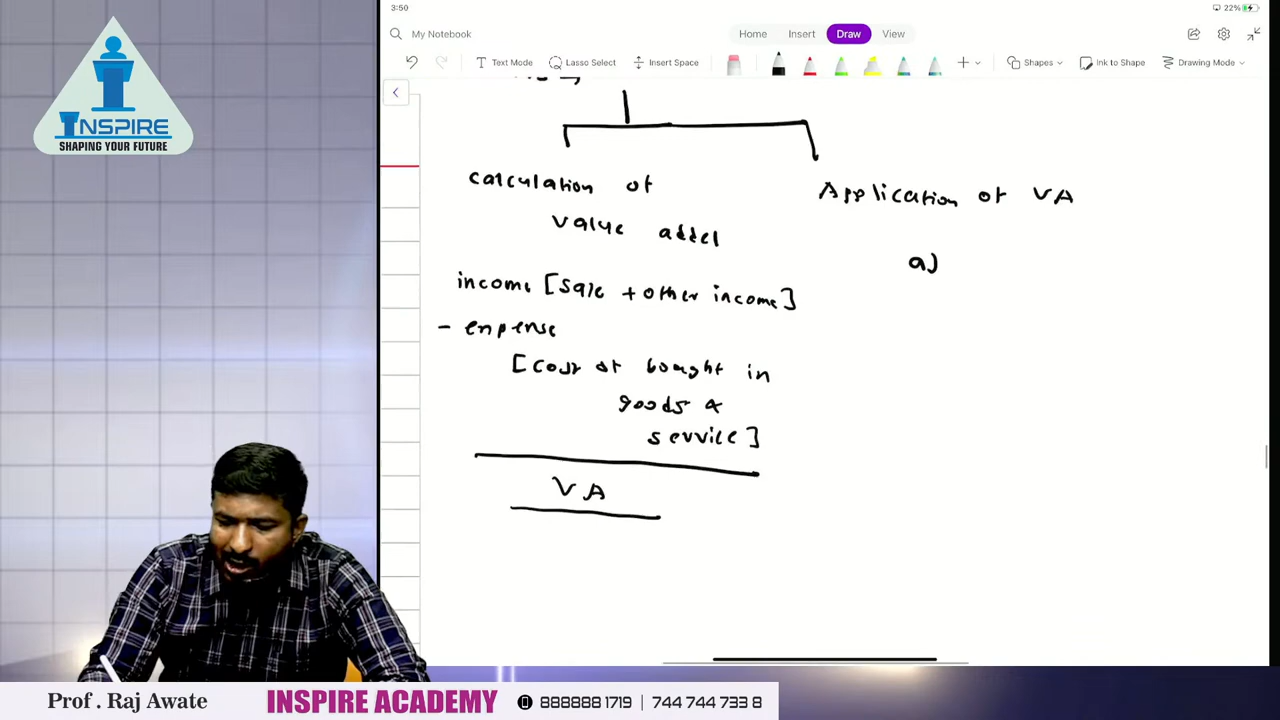 3:50
22%
INSPIRE
SHAPING YOUR FUTURE
My Notebook
Home Insert Draw View
Text Mode Lasso Select Insert Space Shapes Ink to Shape Drawing Mode
calculation of
value added
Application of VA
a)
income [sale + other income]
- expense
[cost of bought in
goods &
service]
VA
Prof . Raj Awate INSPIRE ACADEMY 888888 1719 | 744 744 733 8